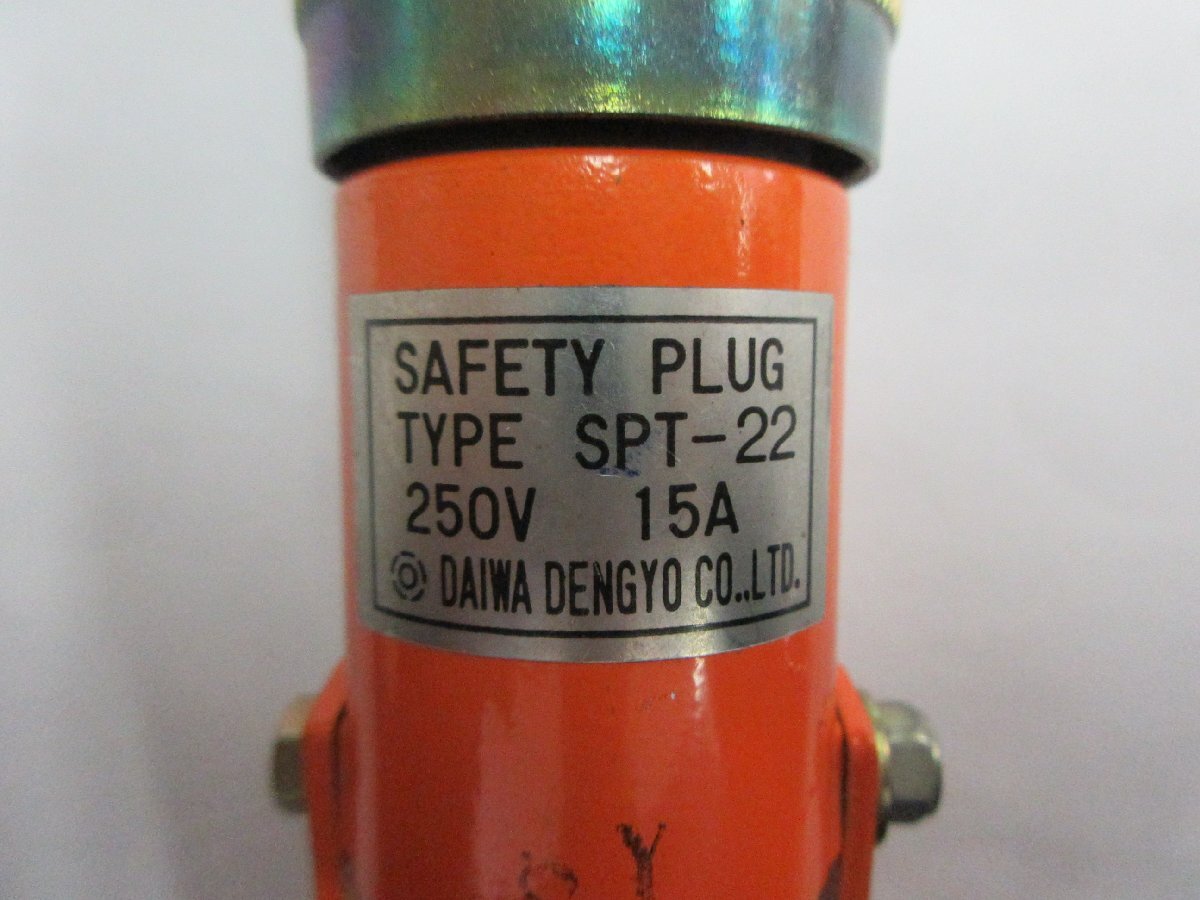 SAFETY PLUG
TYPE SPT-22
250V 15A
DAIWA DENGYO CO.,LTD.